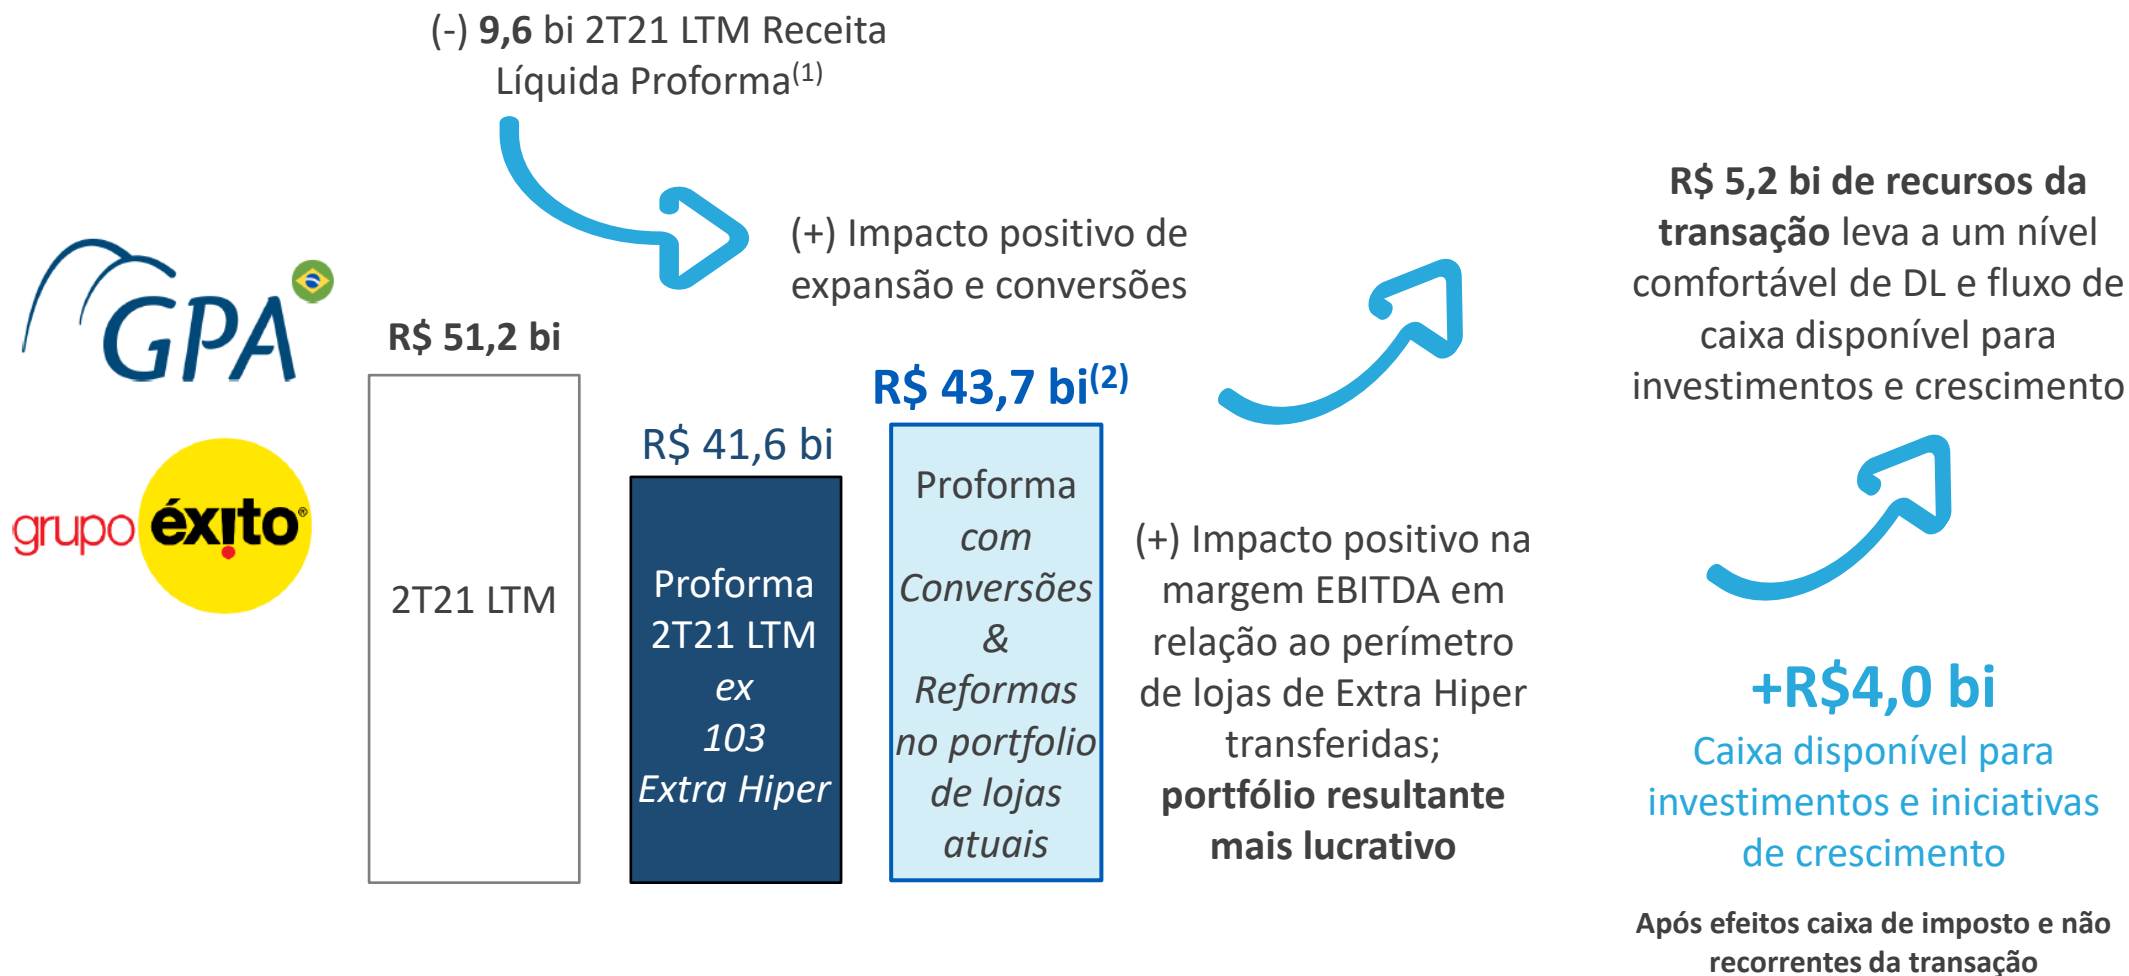 (-) 9,6 bi 2T21 LTM Receita
Líquida Proforma(1)
(+) Impacto positivo de
expansão e conversões
GPA
grupo éxito®
R$ 51,2 bi
2T21 LTM
R$ 41,6 bi
Proforma
2T21 LTM
ex
103
Extra Hiper
R$ 43,7 bi(2)
Proforma
com
Conversões
&
Reformas
no portfolio
de lojas
atuais
(+) Impacto positivo na
margem EBITDA em
relação ao perímetro
de lojas de Extra Hiper
transferidas;
portfólio resultante
mais lucrativo
R$ 5,2 bi de recursos da
transação leva a um nível
comfortável de DL e fluxo de
caixa disponível para
investimentos e crescimento
+R$4,0 bi
Caixa disponível para
investimentos e iniciativas
de crescimento
Após efeitos caixa de imposto e não
recorrentes da transação